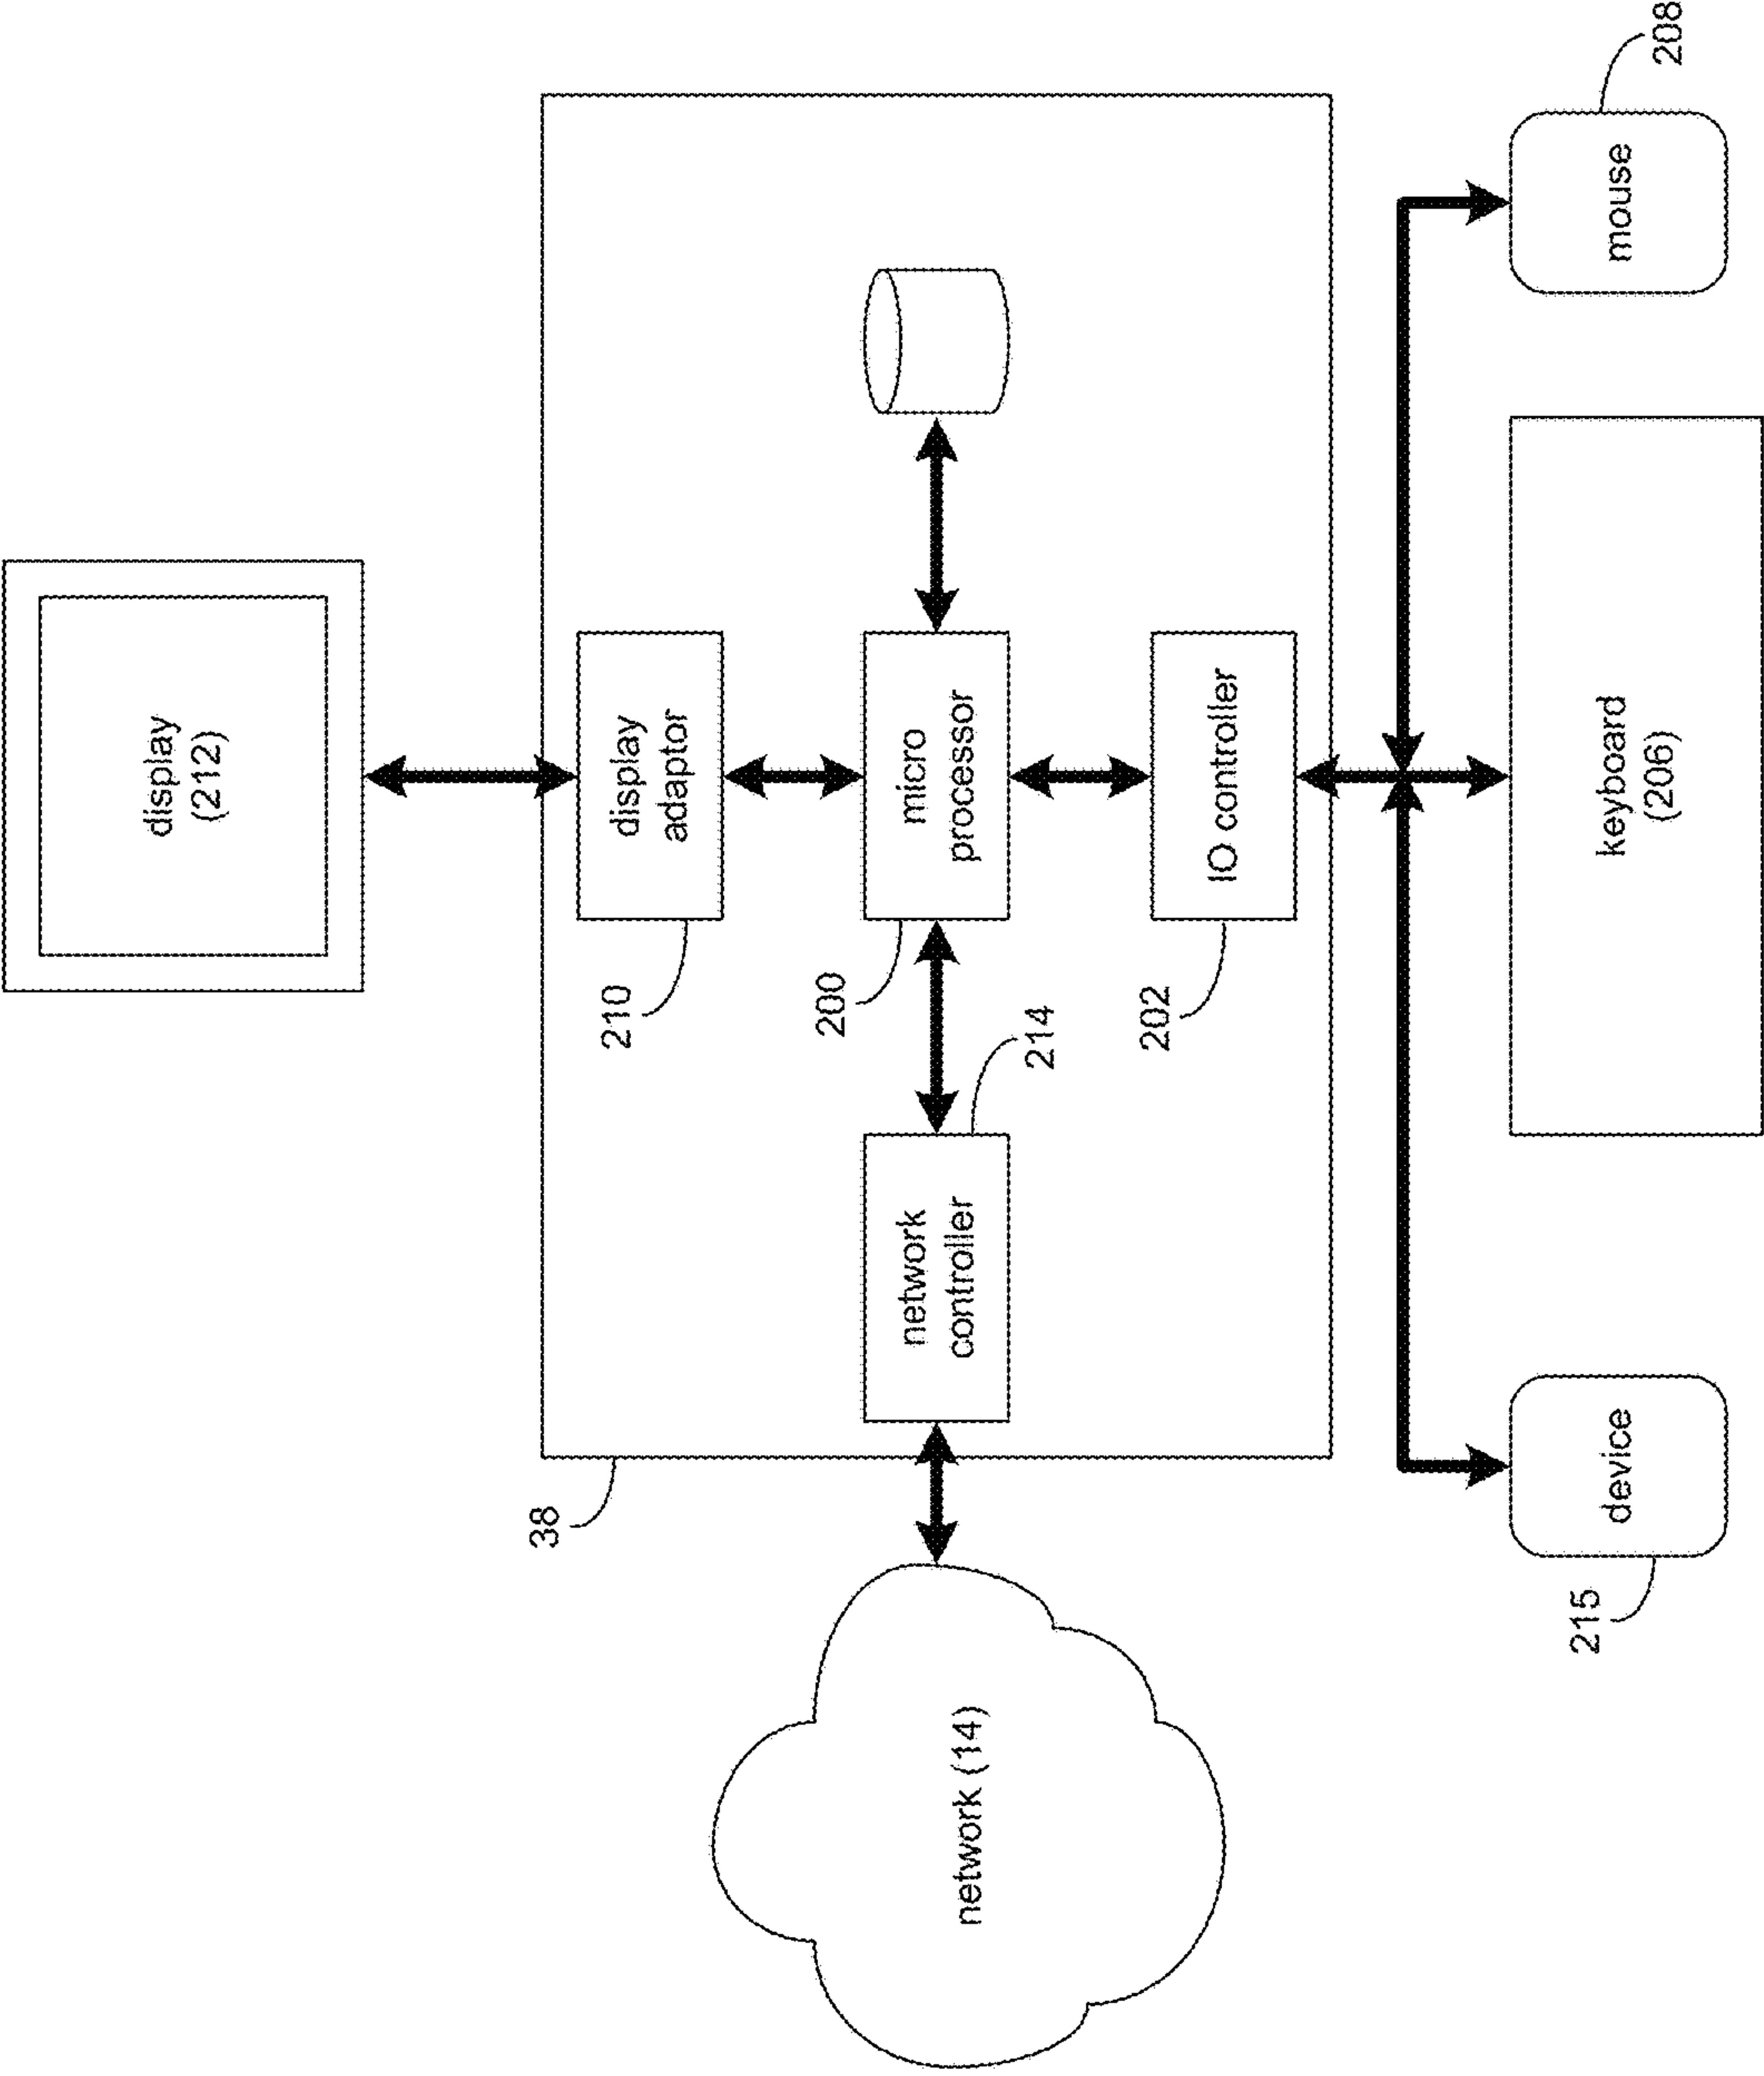 display
(212)
display
adaptor
210
micro
processor
200
network
controller
214
IO controller
202
38
network (14)
device
215
keyboard
(206)
mouse
208